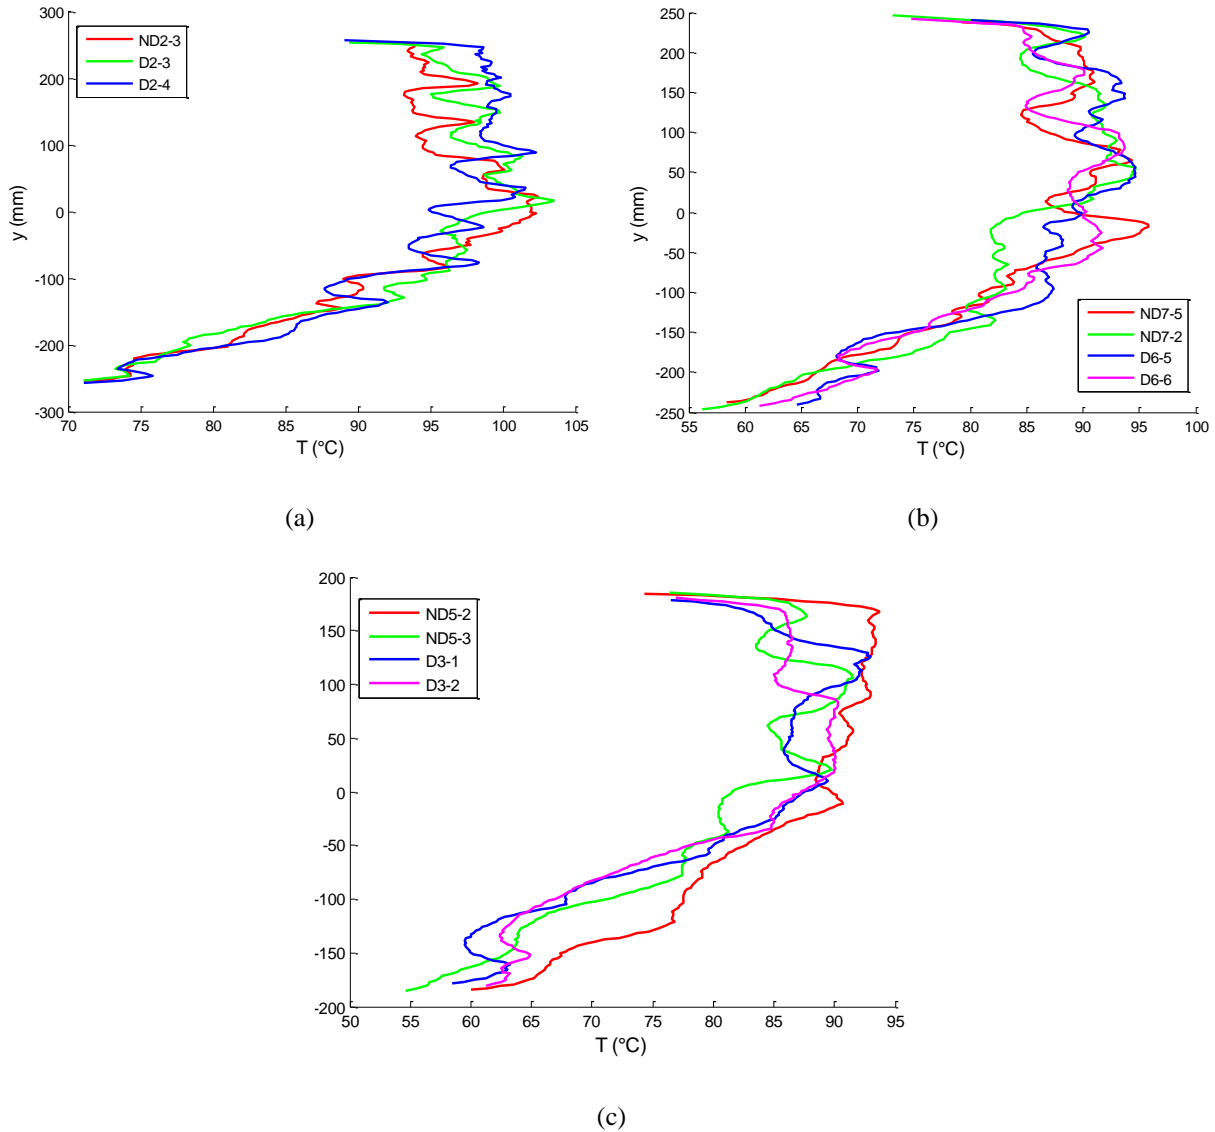 300
200
100
0
-100
-200
-300
y (mm)
70 75 80 85 90 95 100 105
T (°C)
ND2-3
D2-3
D2-4
(a)
250
200
150
100
50
0
-50
-100
-150
-200
-250
y (mm)
55 60 65 70 75 80 85 90 95 100
T (°C)
ND7-5
ND7-2
D6-5
D6-6
(b)
200
150
100
50
0
-50
-100
-150
-200
y (mm)
50 55 60 65 70 75 80 85 90 95
T (°C)
ND5-2
ND5-3
D3-1
D3-2
(c)